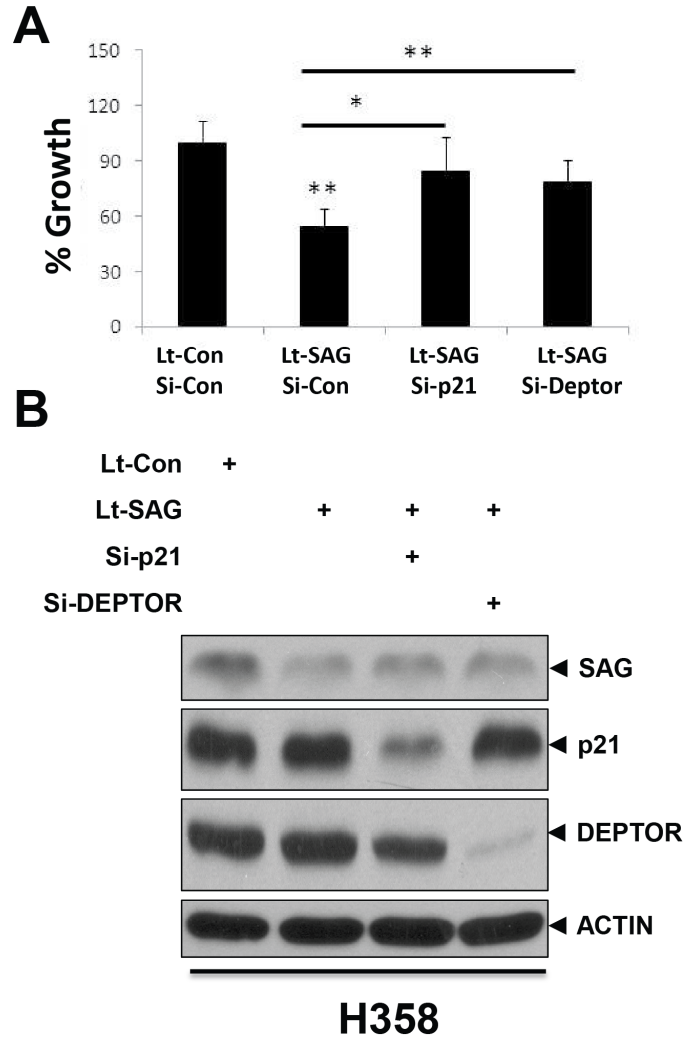 A
150
120
90
60
30
0
% Growth
**
*
**
Lt-Con Lt-SAG Lt-SAG Lt-SAG
Si-Con Si-Con Si-p21 Si-Deptor
B
Lt-Con +
Lt-SAG + + +
Si-p21 +
Si-DEPTOR +
SAG
p21
DEPTOR
ACTIN
H358